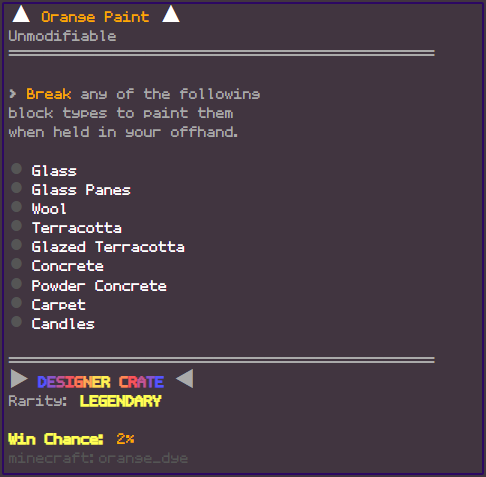 ▲ Orange Paint ▲
Unmodifiable
> Break any of the following
block types to paint them
when held in your offhand.
● Glass
● Glass Panes
● Wool
● Terracotta
● Glazed Terracotta
● Concrete
● Powder Concrete
● Carpet
● Candles
▶ DESIGNER CRATE ◀
Rarity: LEGENDARY
Win Chance: 2%
minecraft:orange_dye